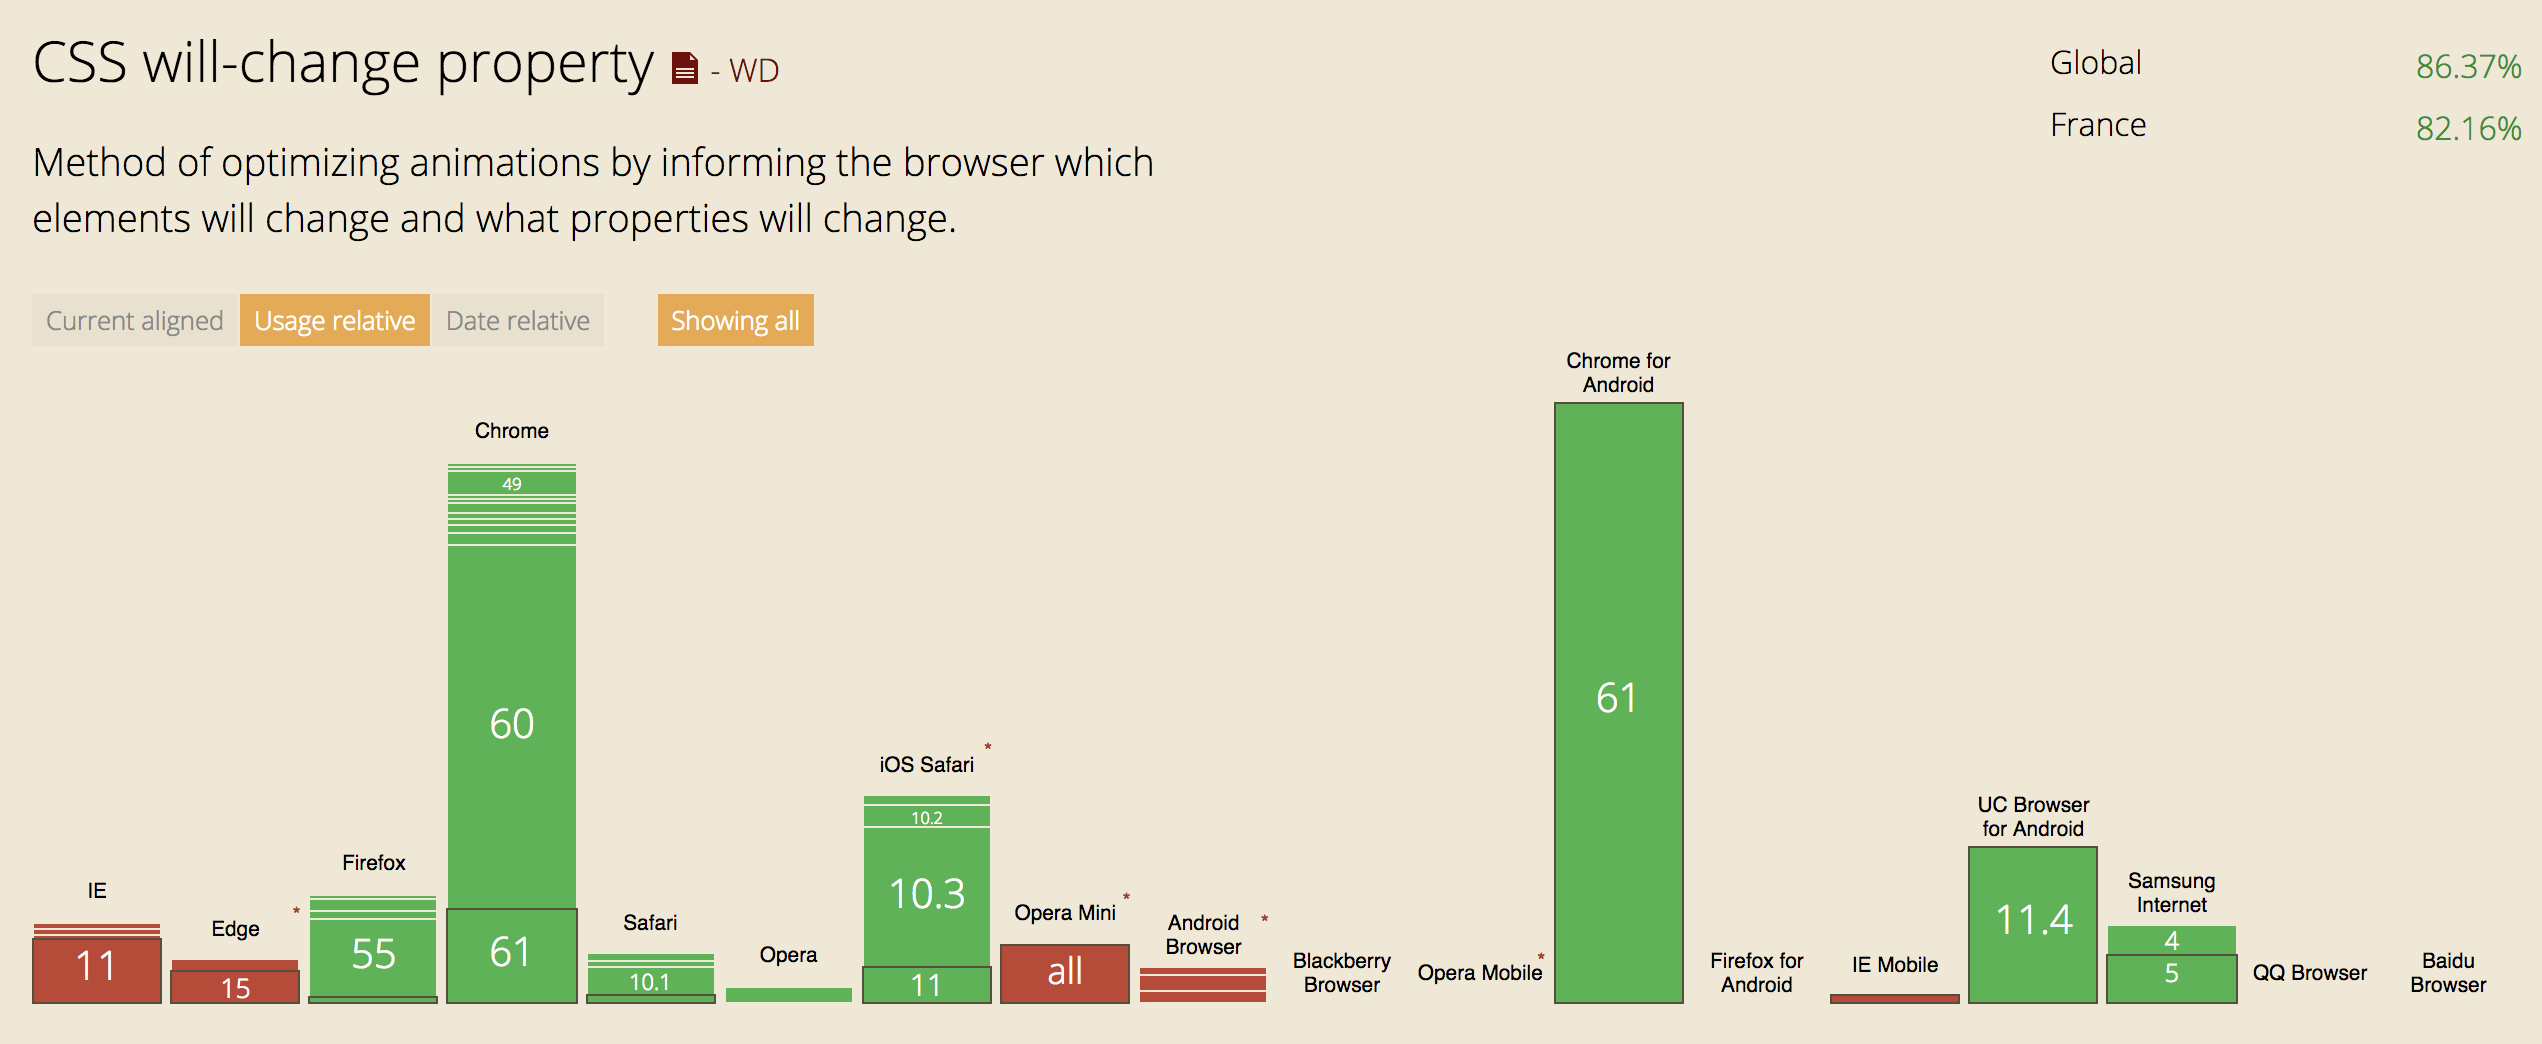 CSS will-change property - WD
Global 86.37%
France 82.16%
Method of optimizing animations by informing the browser which
elements will change and what properties will change.
Current aligned Usage relative Date relative Showing all
IE
11
Edge *
15
Firefox
55
Chrome
49
60
61
Safari
10.1
Opera
iOS Safari *
10.2
10.3
11
Opera Mini *
all
Android *
Browser
Blackberry
Browser
Opera Mobile *
Chrome for
Android
61
Firefox for
Android
IE Mobile
UC Browser
for Android
11.4
Samsung
Internet
4
5
QQ Browser
Baidu
Browser